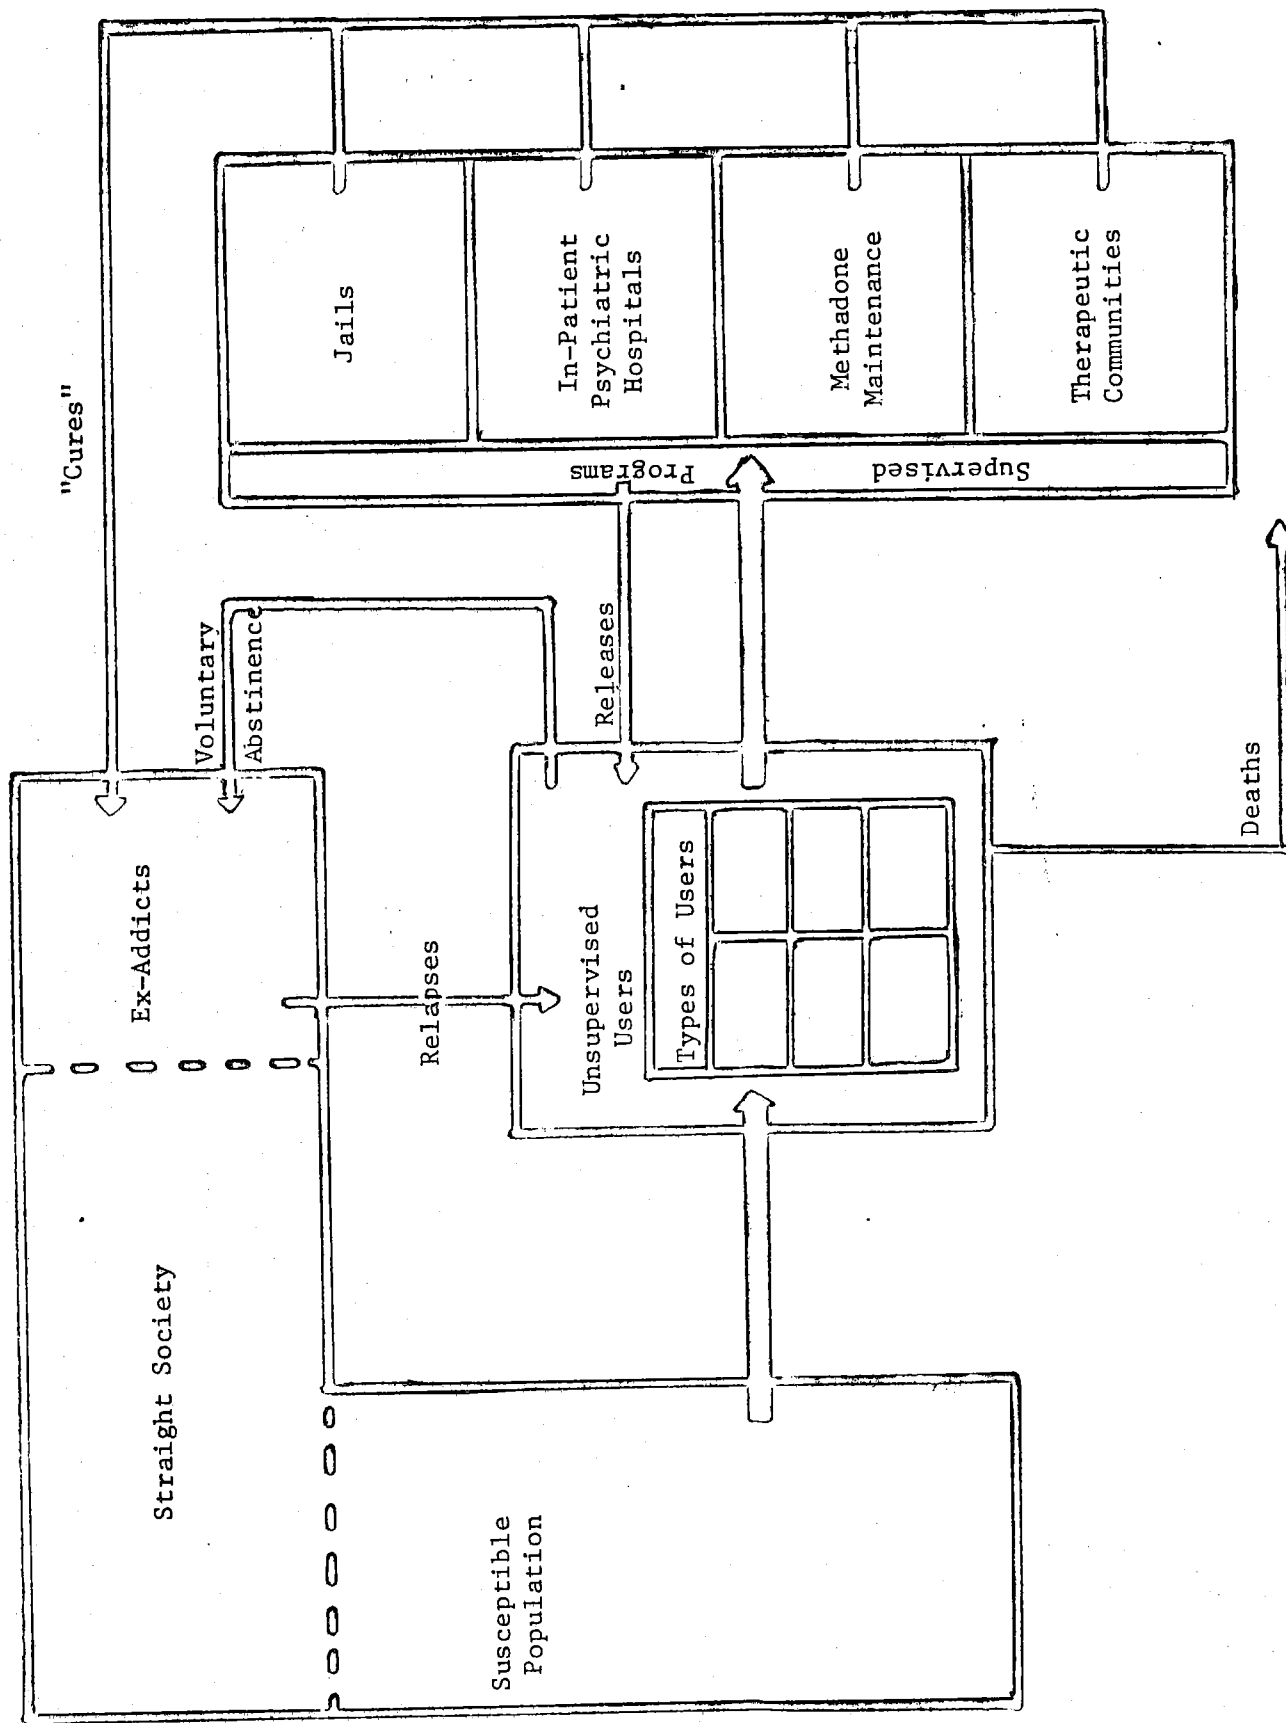 "Cures"
Straight Society
Ex-Addicts
Voluntary
Abstinence
Jails
Susceptible
Population
Relapses
Unsupervised
Users
Types of Users
Releases
Supervised Programs
In-Patient
Psychiatric
Hospitals
Methadone
Maintenance
Therapeutic
Communities
Deaths